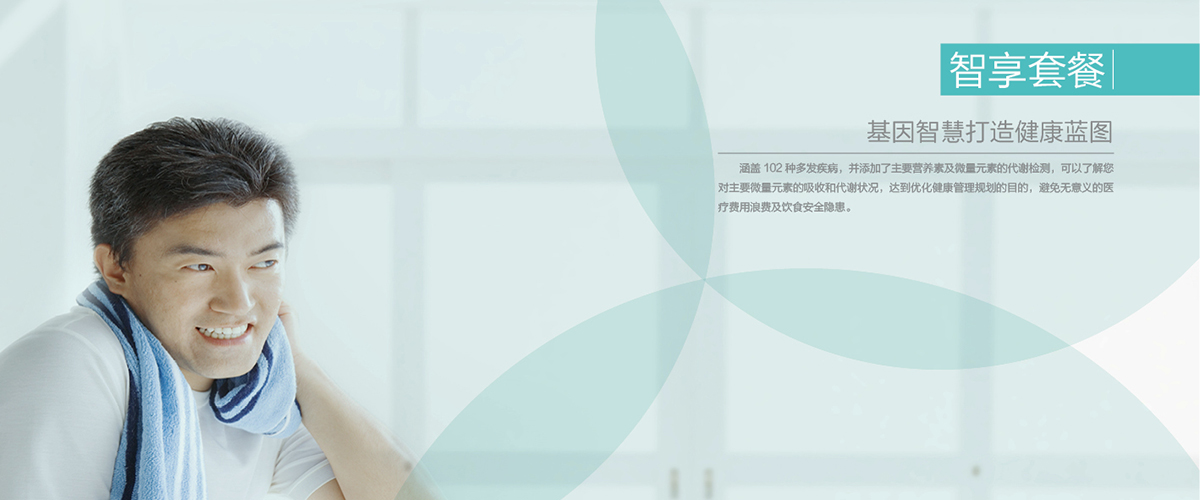 智享套餐
基因智慧打造健康蓝图
涵盖 102 种多发疾病，并添加了主要营养素及微量元素的代谢检测，可以了解您
对主要微量元素的吸收和代谢状况，达到优化健康管理规划的目的，避免无意义的医
疗费用浪费及饮食安全隐患。